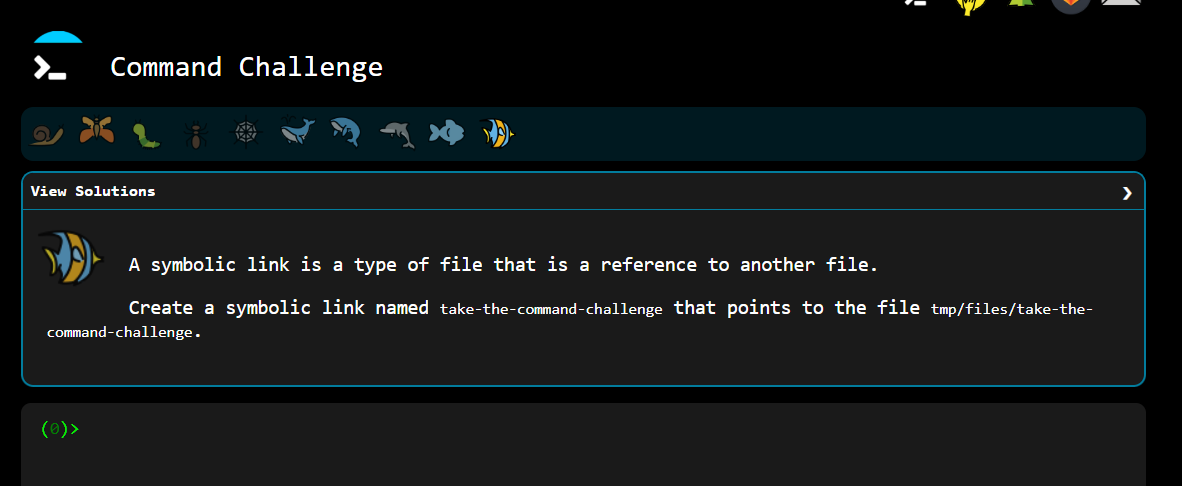 Command Challenge
View Solutions
A symbolic link is a type of file that is a reference to another file.
Create a symbolic link named take-the-command-challenge that points to the file tmp/files/take-the-
command-challenge.
(0)>